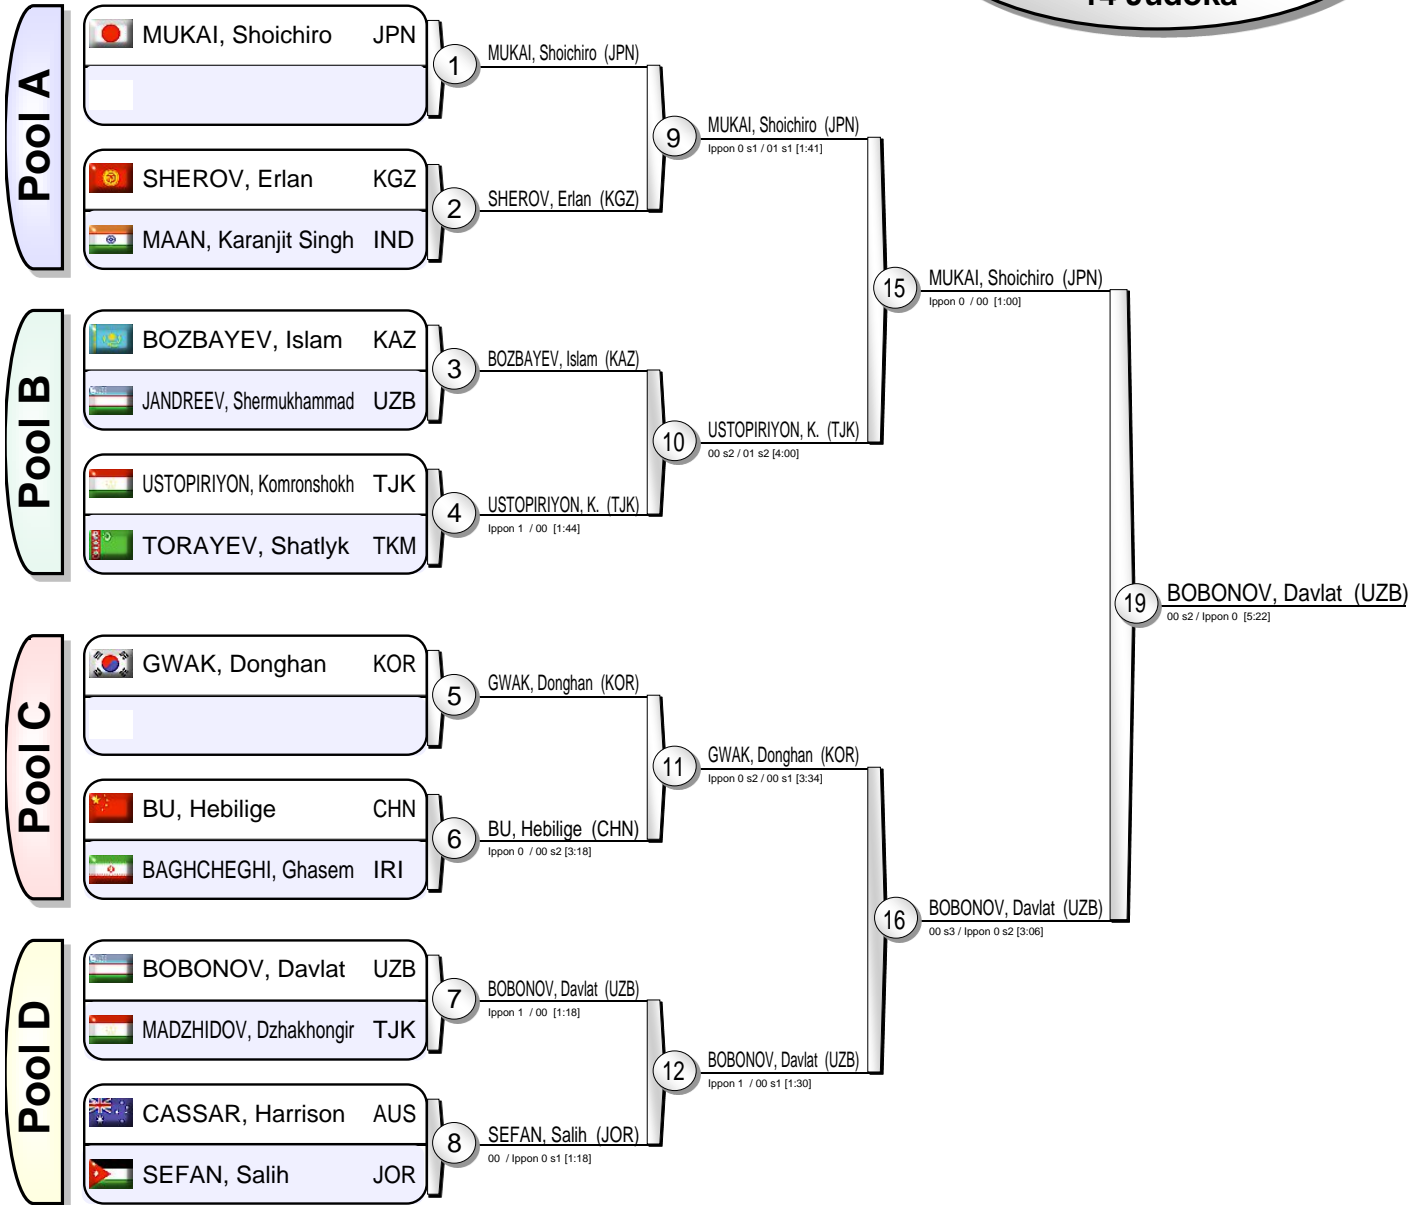 14 Judoka
Pool A
MUKAI, Shoichiro JPN
SHEROV, Erlan KGZ
MAAN, Karanjit Singh IND
Pool B
BOZBAYEV, Islam KAZ
JANDREEV, Shermukhammad UZB
USTOPIRIYON, Komronshokh TJK
TORAYEV, Shatlyk TKM
Pool C
GWAK, Donghan KOR
BU, Hebilige CHN
BAGHCHEGHI, Ghasem IRI
Pool D
BOBONOV, Davlat UZB
MADZHIDOV, Dzhakhongir TJK
CASSAR, Harrison AUS
SEFAN, Salih JOR
1
MUKAI, Shoichiro (JPN)
2
SHEROV, Erlan (KGZ)
3
BOZBAYEV, Islam (KAZ)
4
USTOPIRIYON, K. (TJK)
Ippon 1 / 00 [1:44]
5
GWAK, Donghan (KOR)
6
BU, Hebilige (CHN)
Ippon 0 / 00 s2 [3:18]
7
BOBONOV, Davlat (UZB)
Ippon 1 / 00 [1:18]
8
SEFAN, Salih (JOR)
00 / Ippon 0 s1 [1:18]
9
MUKAI, Shoichiro (JPN)
Ippon 0 s1 / 01 s1 [1:41]
10
USTOPIRIYON, K. (TJK)
00 s2 / 01 s2 [4:00]
11
GWAK, Donghan (KOR)
Ippon 0 s2 / 00 s1 [3:34]
12
BOBONOV, Davlat (UZB)
Ippon 1 / 00 s1 [1:30]
15
MUKAI, Shoichiro (JPN)
Ippon 0 / 00 [1:00]
16
BOBONOV, Davlat (UZB)
00 s3 / Ippon 0 s2 [3:06]
19
BOBONOV, Davlat (UZB)
00 s2 / Ippon 0 [5:22]